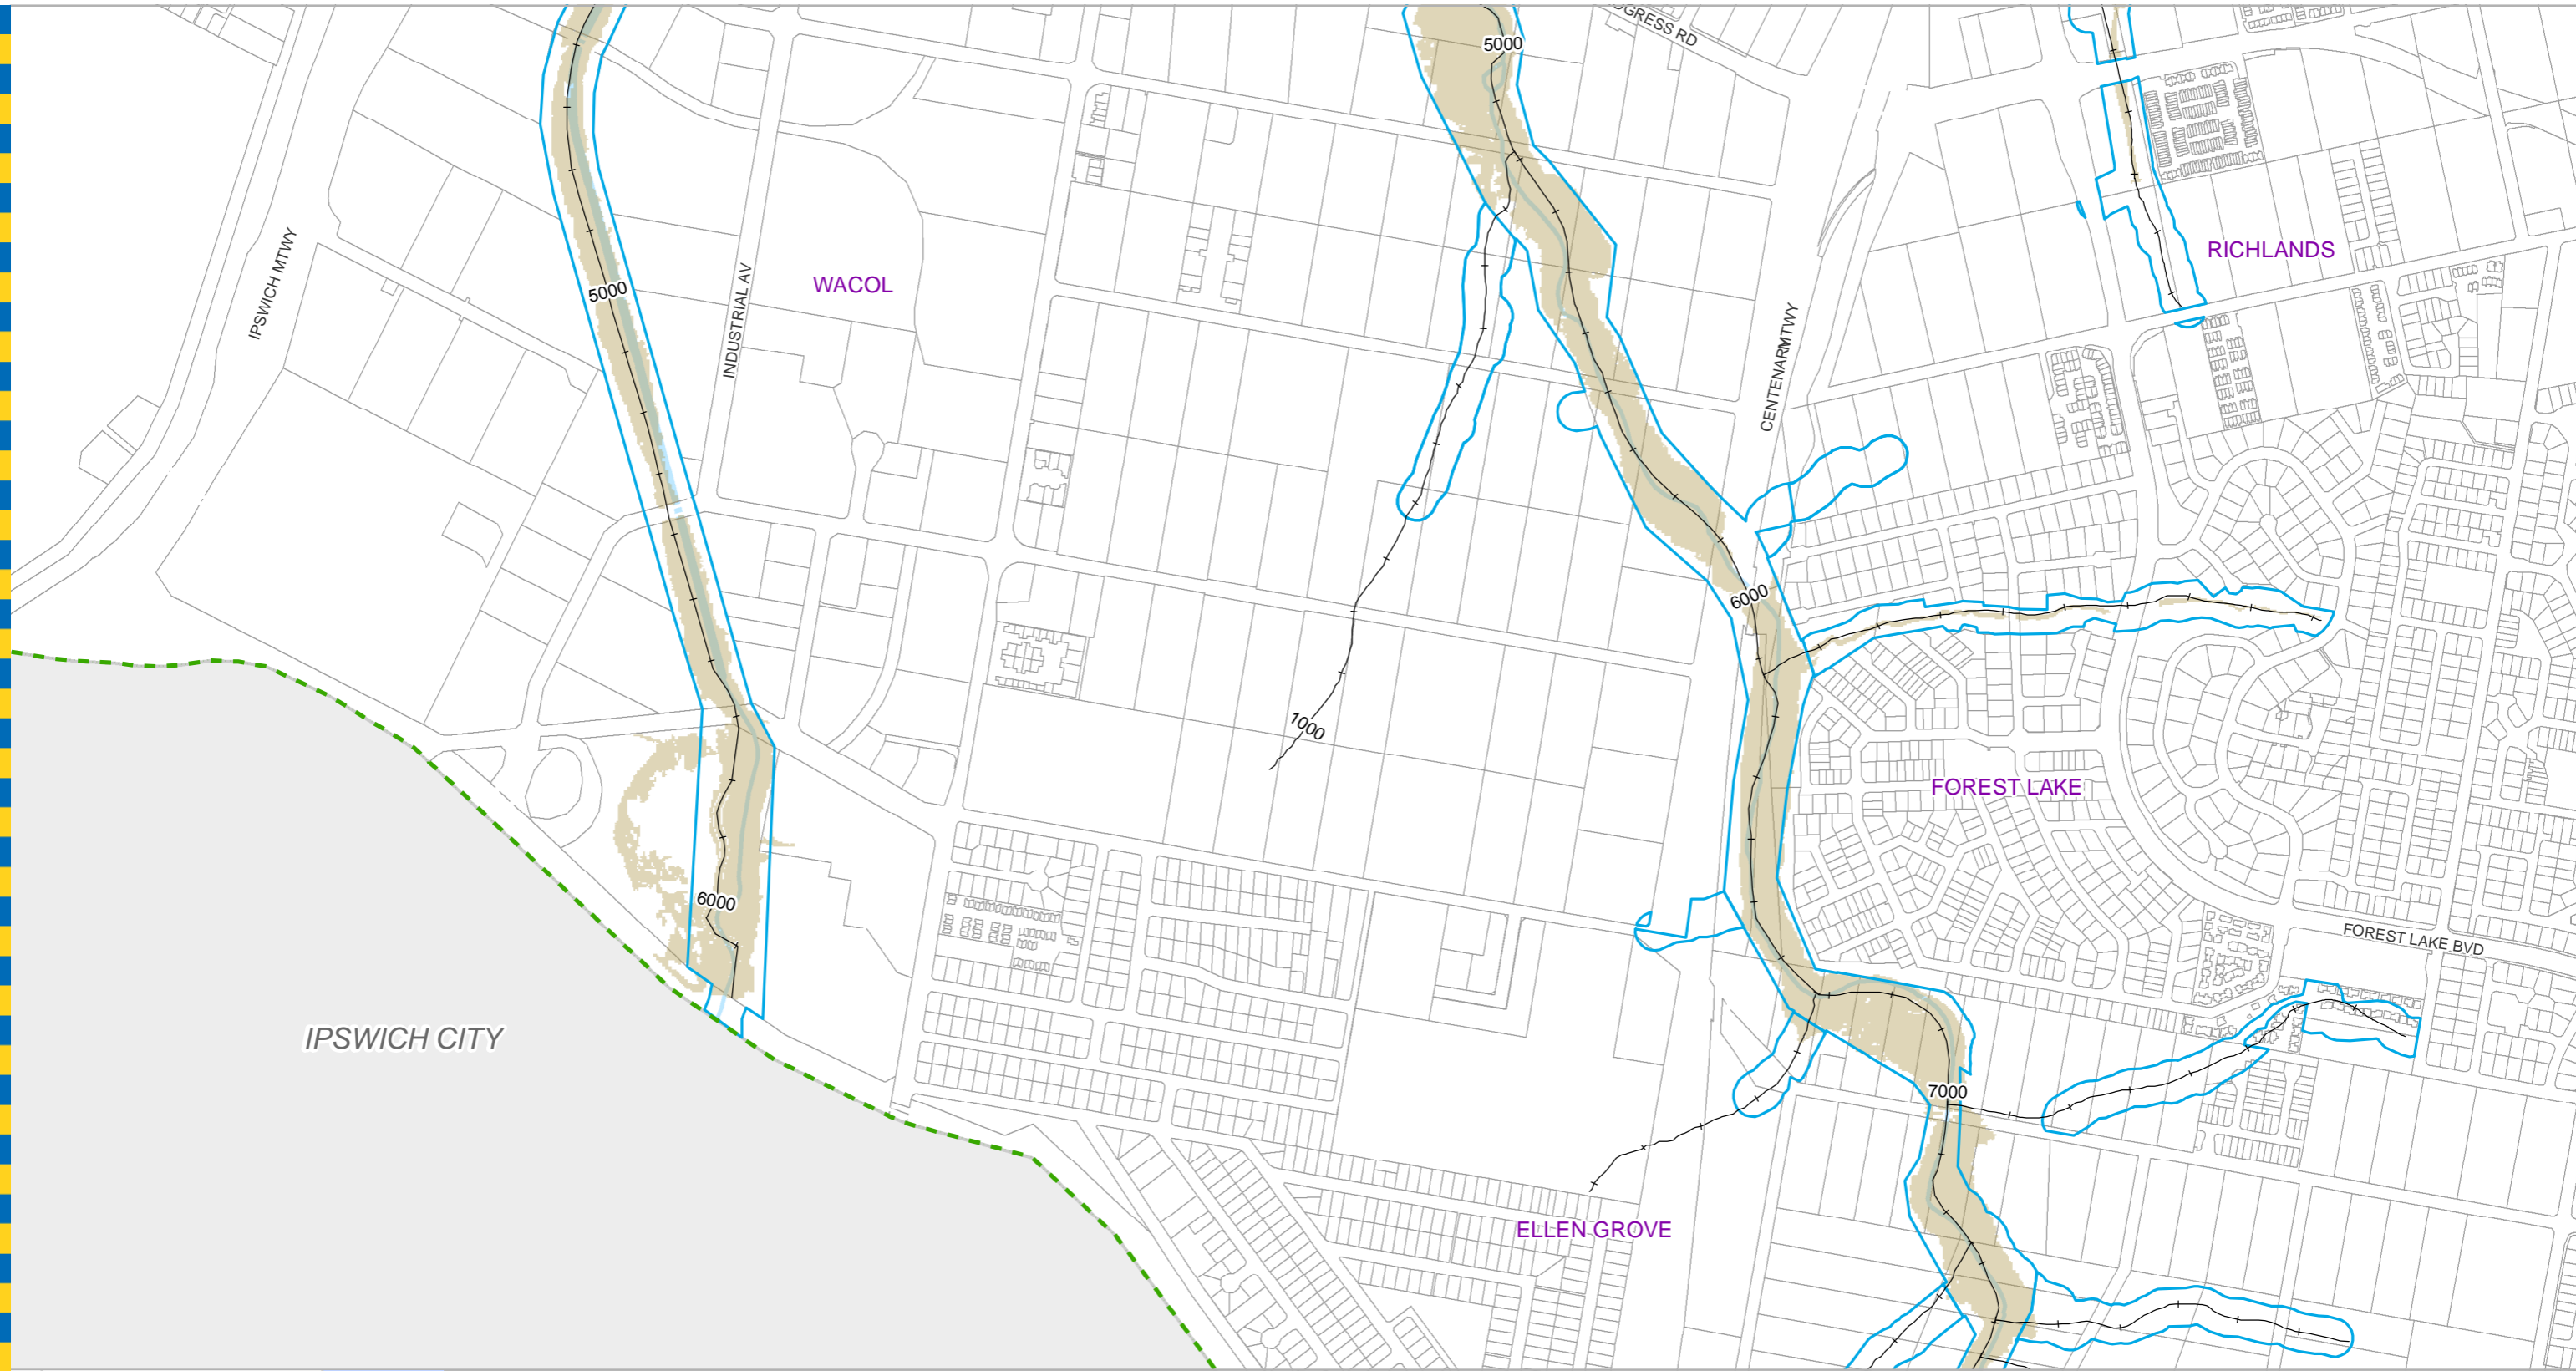 OGRESS RD
5000
RICHLANDS
IPSWICH MTWY
WACOL
5000
INDUSTRIAL AV
CENTENARY MTWY
6000
1000
FOREST LAKE
6000
FOREST LAKE BVD
IPSWICH CITY
7000
ELLEN GROVE